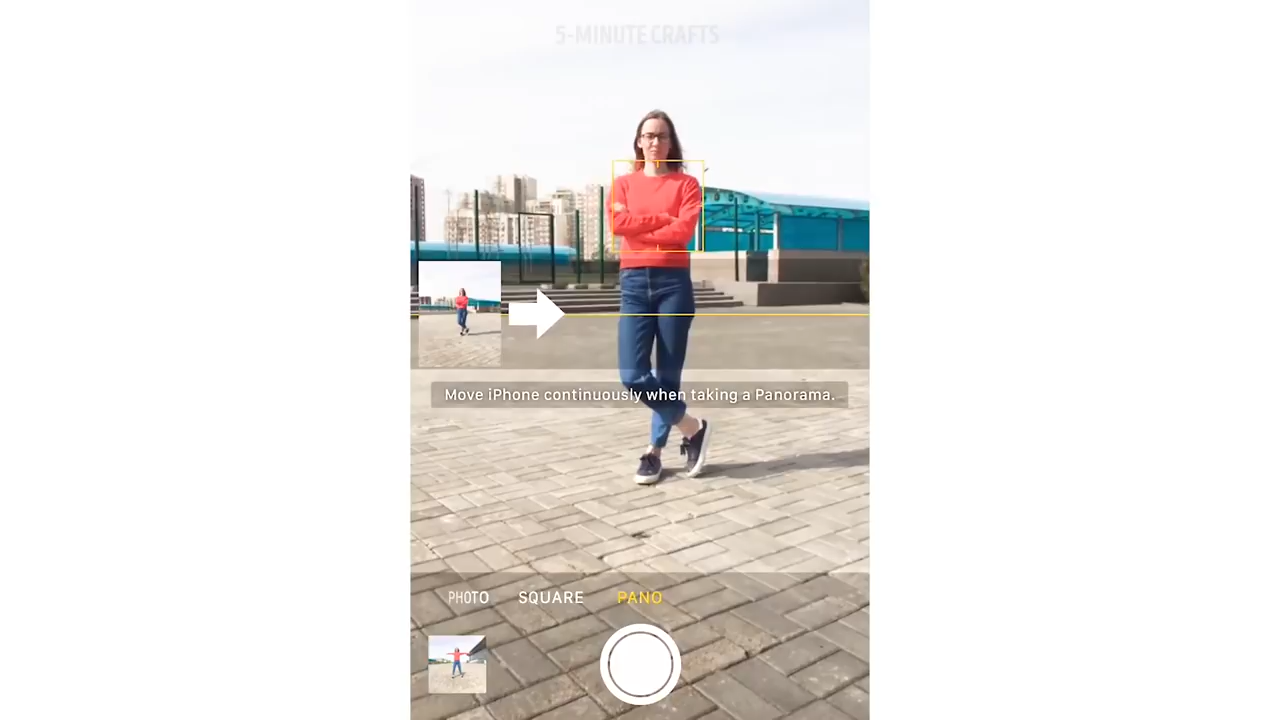 5-MINUTE CRAFTS
Move iPhone continuously when taking a Panorama.
PHOTO SQUARE PANO